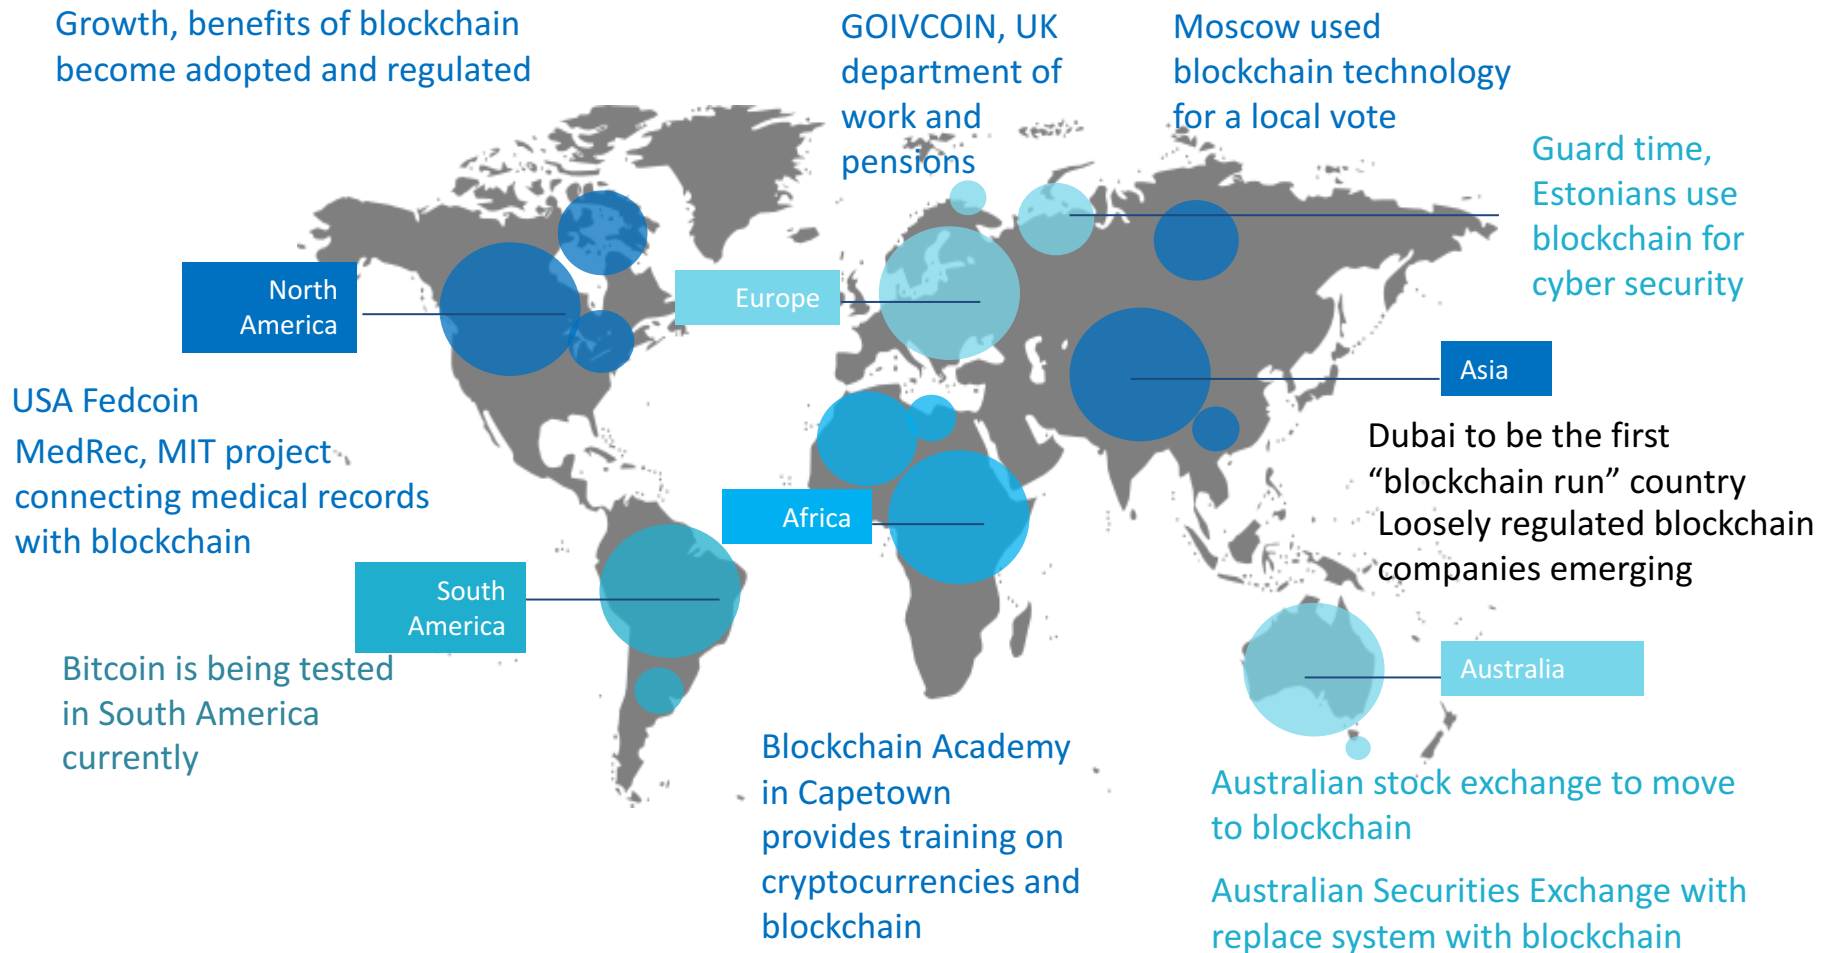 Growth, benefits of blockchain
become adopted and regulated
GOIVCOIN, UK
department of
work and
pensions
Moscow used
blockchain technology
for a local vote
Guard time,
Estonians use
blockchain for
cyber security
North
America
Europe
Asia
USA Fedcoin
MedRec, MIT project
connecting medical records
with blockchain
Dubai to be the first
“blockchain run” country
Loosely regulated blockchain
companies emerging
Africa
South
America
Bitcoin is being tested
in South America
currently
Australia
Blockchain Academy
in Capetown
provides training on
cryptocurrencies and
blockchain
Australian stock exchange to move
to blockchain
Australian Securities Exchange with
replace system with blockchain